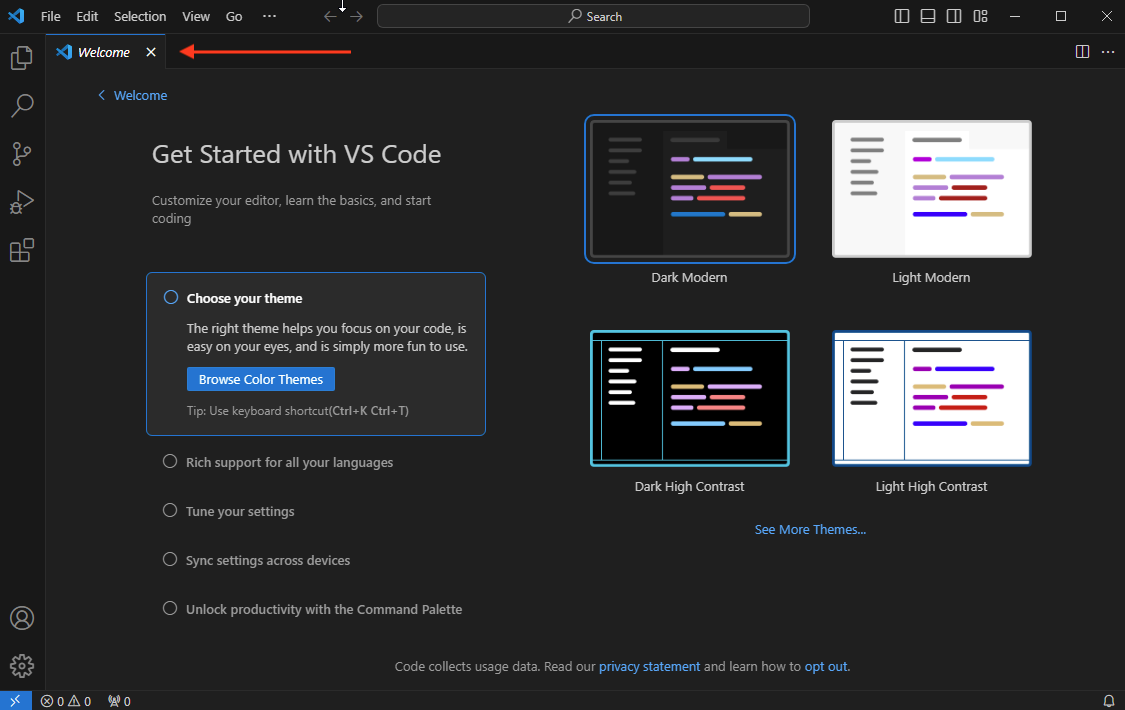 File Edit Selection View Go ··· Search
Welcome
Welcome
Get Started with VS Code
Customize your editor, learn the basics, and start
coding
Choose your theme
The right theme helps you focus on your code, is
easy on your eyes, and is simply more fun to use.
Browse Color Themes
Tip: Use keyboard shortcut(Ctrl+K Ctrl+T)
Rich support for all your languages
Tune your settings
Sync settings across devices
Unlock productivity with the Command Palette
Dark Modern
Light Modern
Dark High Contrast
Light High Contrast
See More Themes...
Code collects usage data. Read our privacy statement and learn how to opt out.
0 0 0